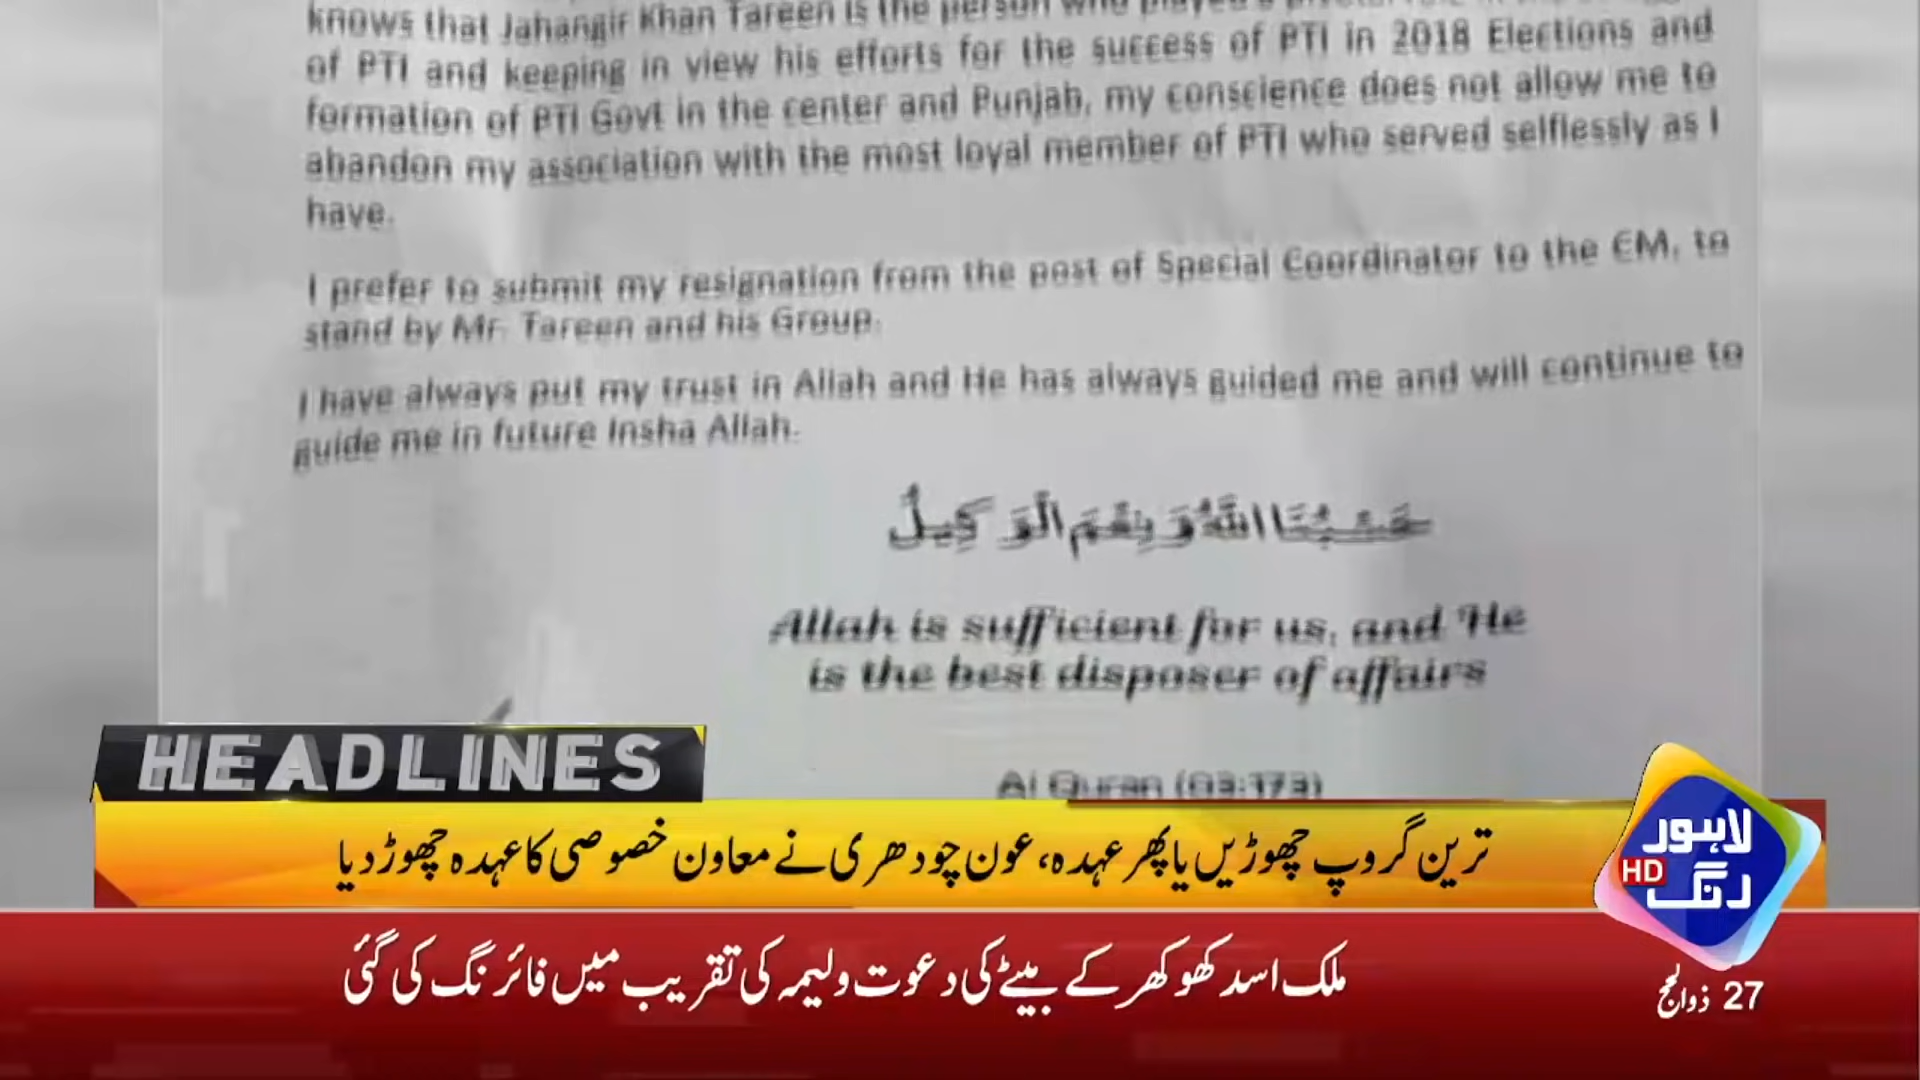 knows that Jahangir Khan Tareen is the person who played a pivotal role in the
of PTI and keeping in view his efforts for the success of PTI in 2018 Elections and
formation of PTI Govt in the center and Punjab, my conscience does not allow me to
abandon my association with the most loyal member of PTI who served selflessly as I
have.
I prefer to submit my resignation from the post of Special Coordinator to the CM, to
stand by Mr. Tareen and his Group.
I have always put my trust in Allah and He has always guided me and will continue to
guide me in future Insha Allah.
حَسْبُنَا اللَّهُ وَنِعْمَ الْوَكِيلُ
Allah is sufficient for us, and He
is the best disposer of affairs
Al Quran (03:173)
HEADLINES
ترین گروپ چھوڑیں یا پھر عہدہ، عون چودھری نے معاون خصوصی کا عہدہ چھوڑ دیا
لاہور
HD رنگ
ملک اسد کھوکھر کے بیٹے کی دعوت ولیمہ کی تقریب میں فائرنگ کی گئی
27 ذوالحج